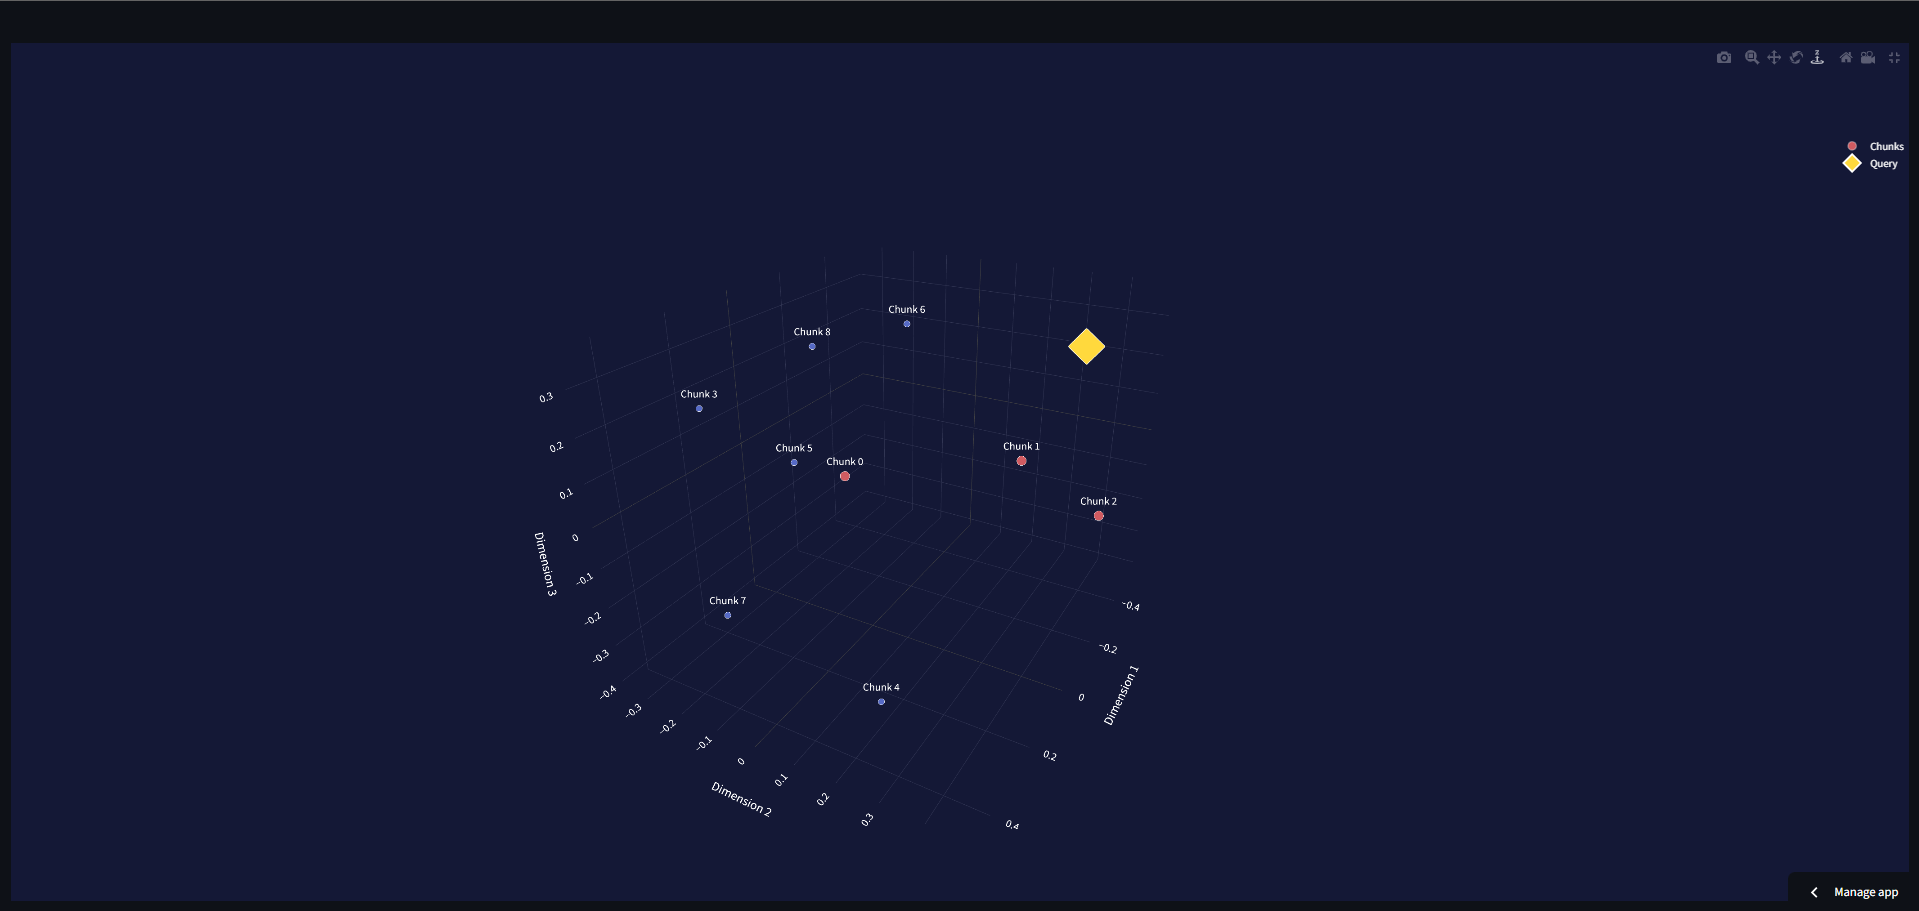 Z
Chunks
Query
Chunk 6
Chunk 8
Chunk 3
Chunk 5
Chunk 0
Chunk 1
Chunk 2
Chunk 7
Chunk 4
0.3
0.2
0.1
0
−0.1
−0.2
−0.3
−0.4
Dimension 3
−0.3
−0.2
−0.1
0
0.1
0.2
0.3
Dimension 2
−0.4
−0.2
0
0.2
0.4
Dimension 1
Manage app